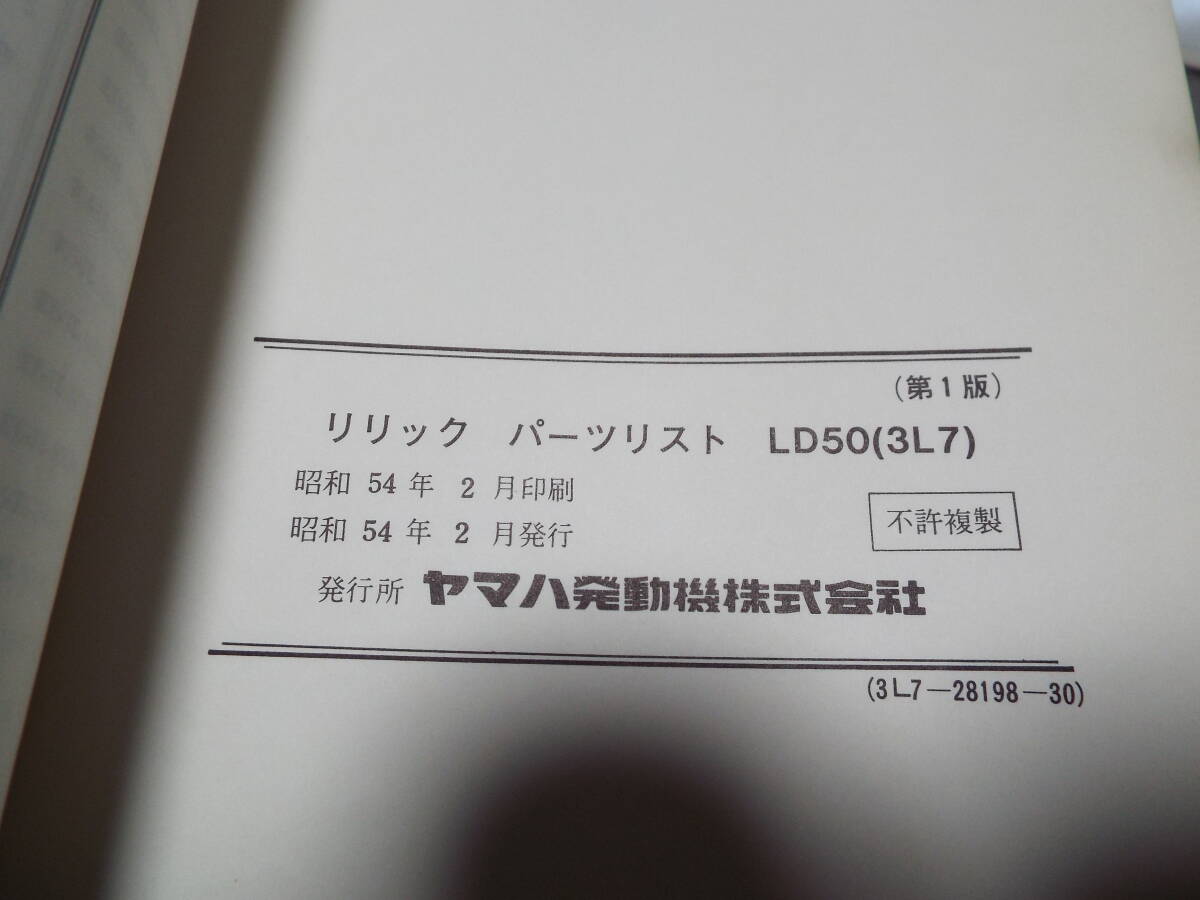 (第1版)
リリック パーツリスト LD50(3L7)
昭和 54 年 2 月印刷
昭和 54 年 2 月発行
不許複製
発行所 ヤマハ発動機株式会社
(3L7-28198-30)